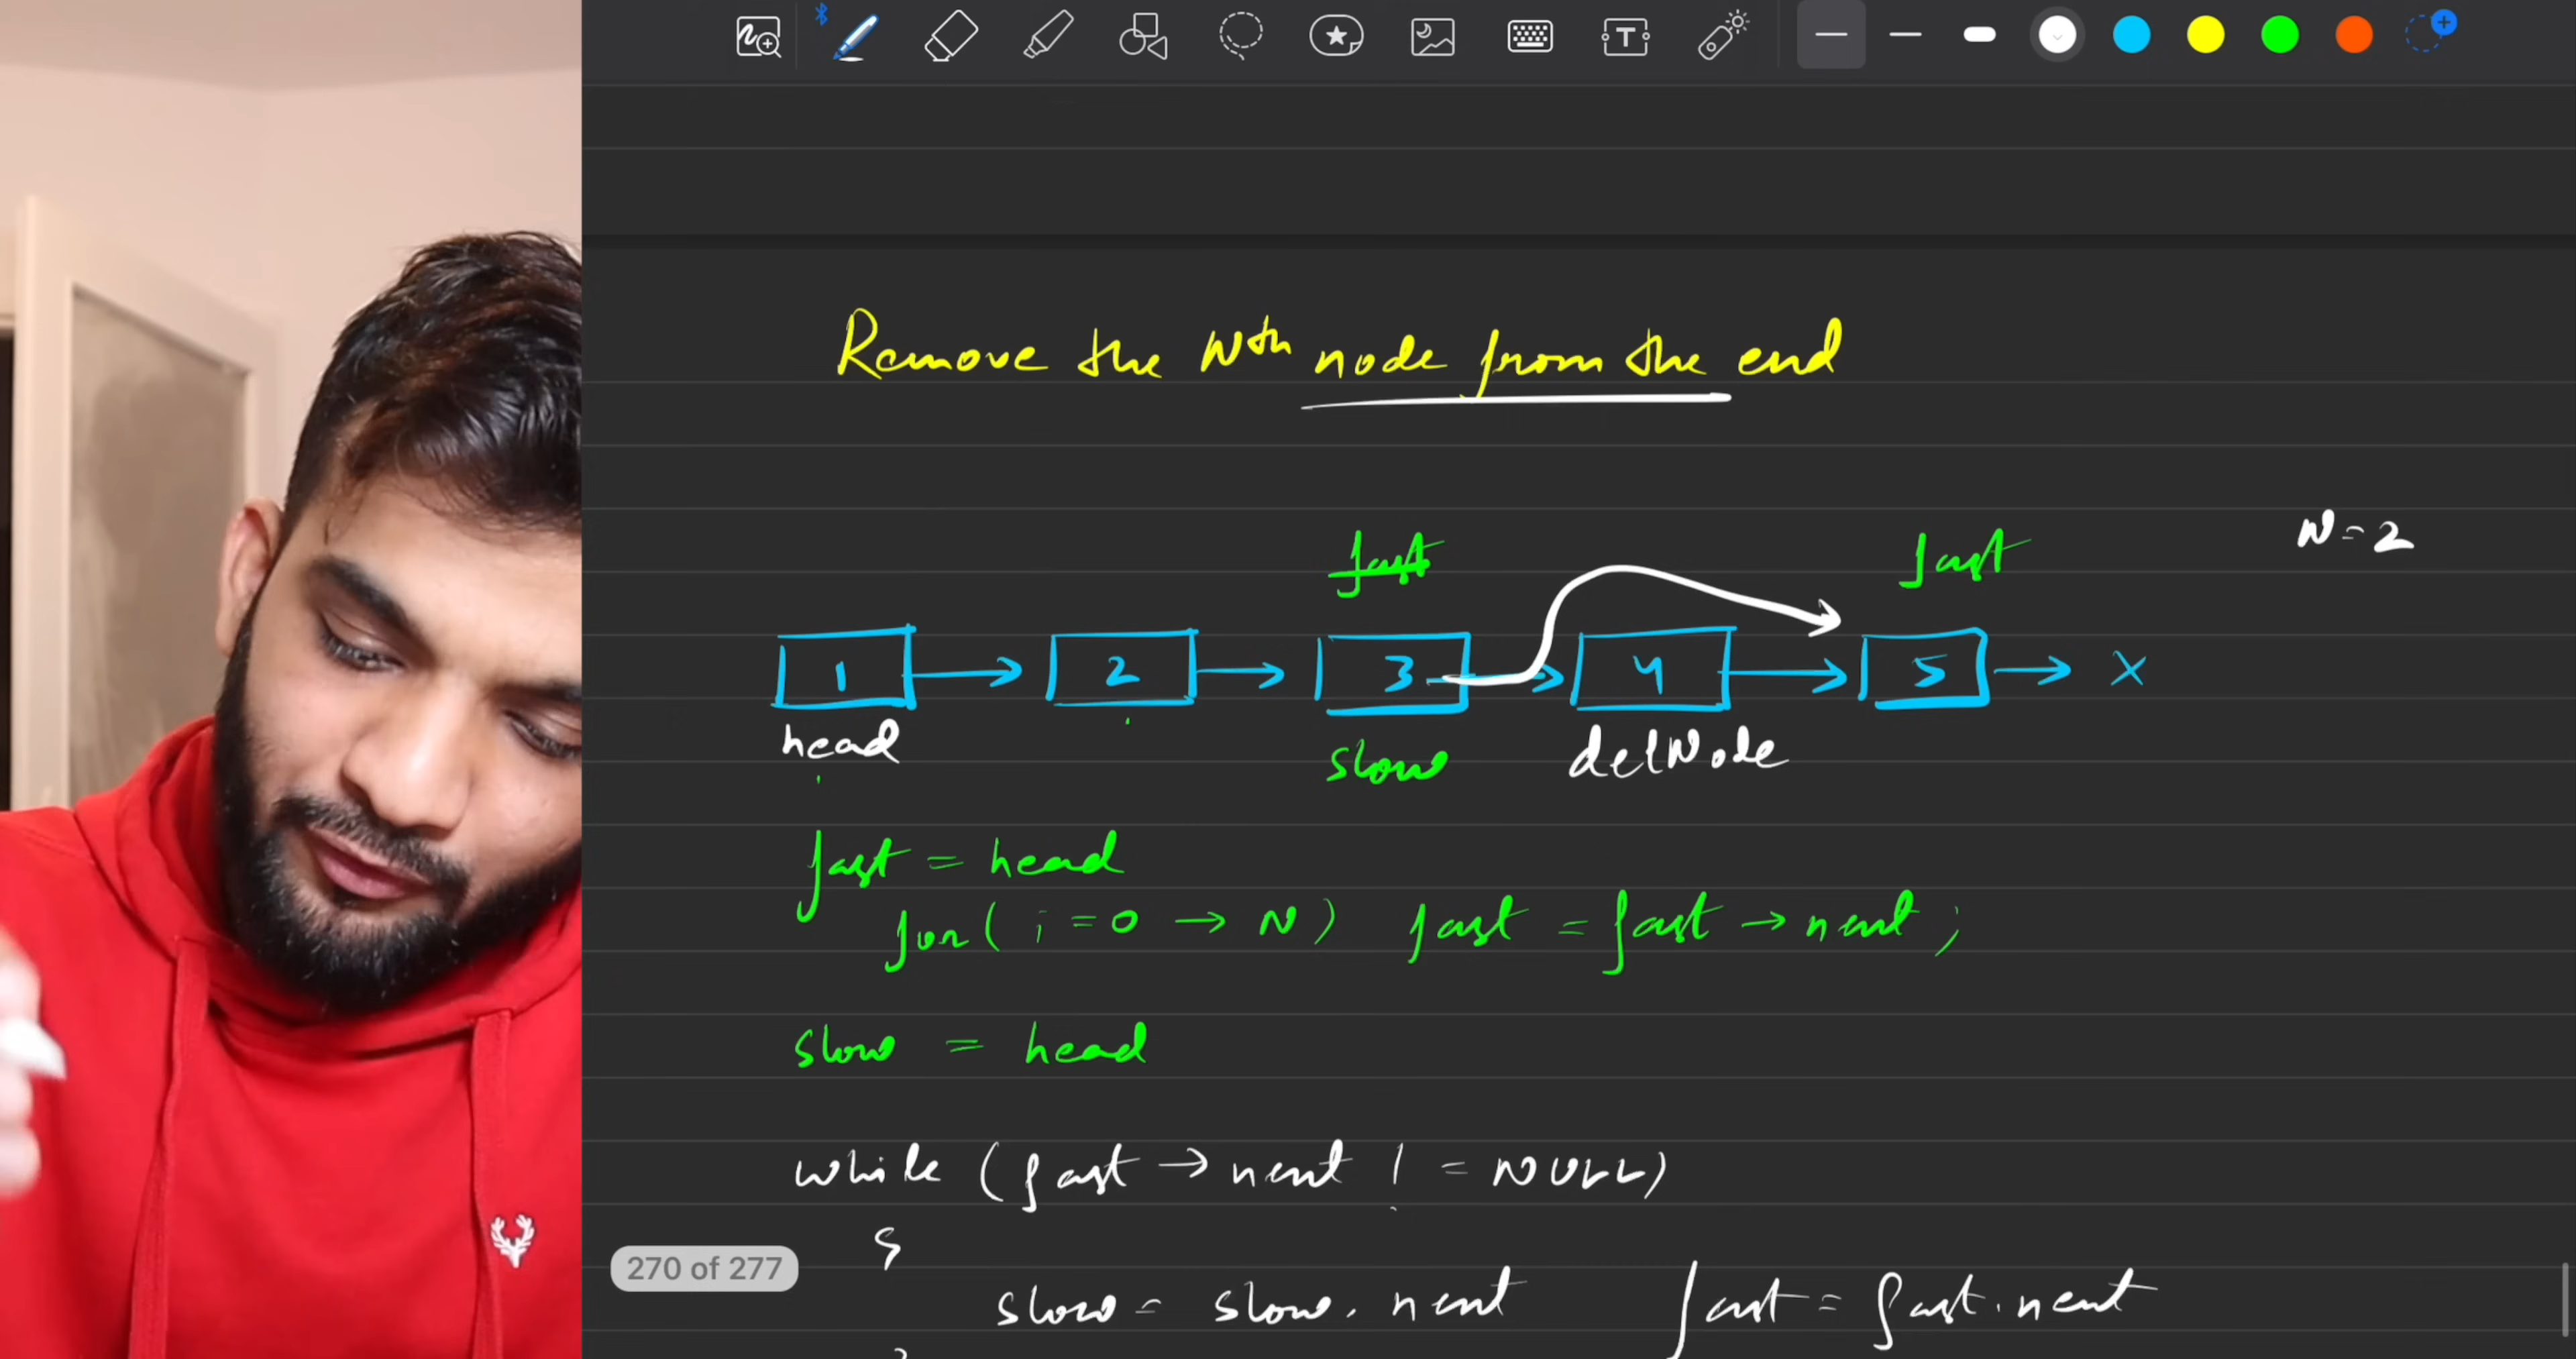 Remove the Nth node from the end
N = 2
fast fast
1 → 2 → 3 → 4 → 5 → x
head slow delNode
fast = head
for( i = 0 → N) fast = fast → next ;
slow = head
while (fast → next ! = NULL)
{
slow = slow. next fast = fast. next
270 of 277